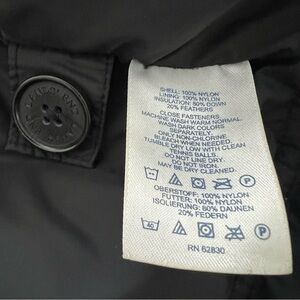 SHELL: 100% NYLON
LINING: 100% NYLON
INSULATION: 80% DOWN
20% FEATHERS
CLOSE FASTENERS.
MACHINE WASH WARM NORMAL.
WASH DARK COLORS
SEPARATELY.
ONLY NON-CHLORINE
BLEACH WHEN NEEDED.
TUMBLE DRY LOW WITH CLEAN
TENNIS BALLS.
DO NOT LINE DRY.
DO NOT IRON.
MAY BE DRY CLEANED.
OBERSTOFF: 100% NYLON
FUTTER: 100% NYLON
ISOLIERUNG: 80% DAUNEN
20% FEDERN
40
RN 62830